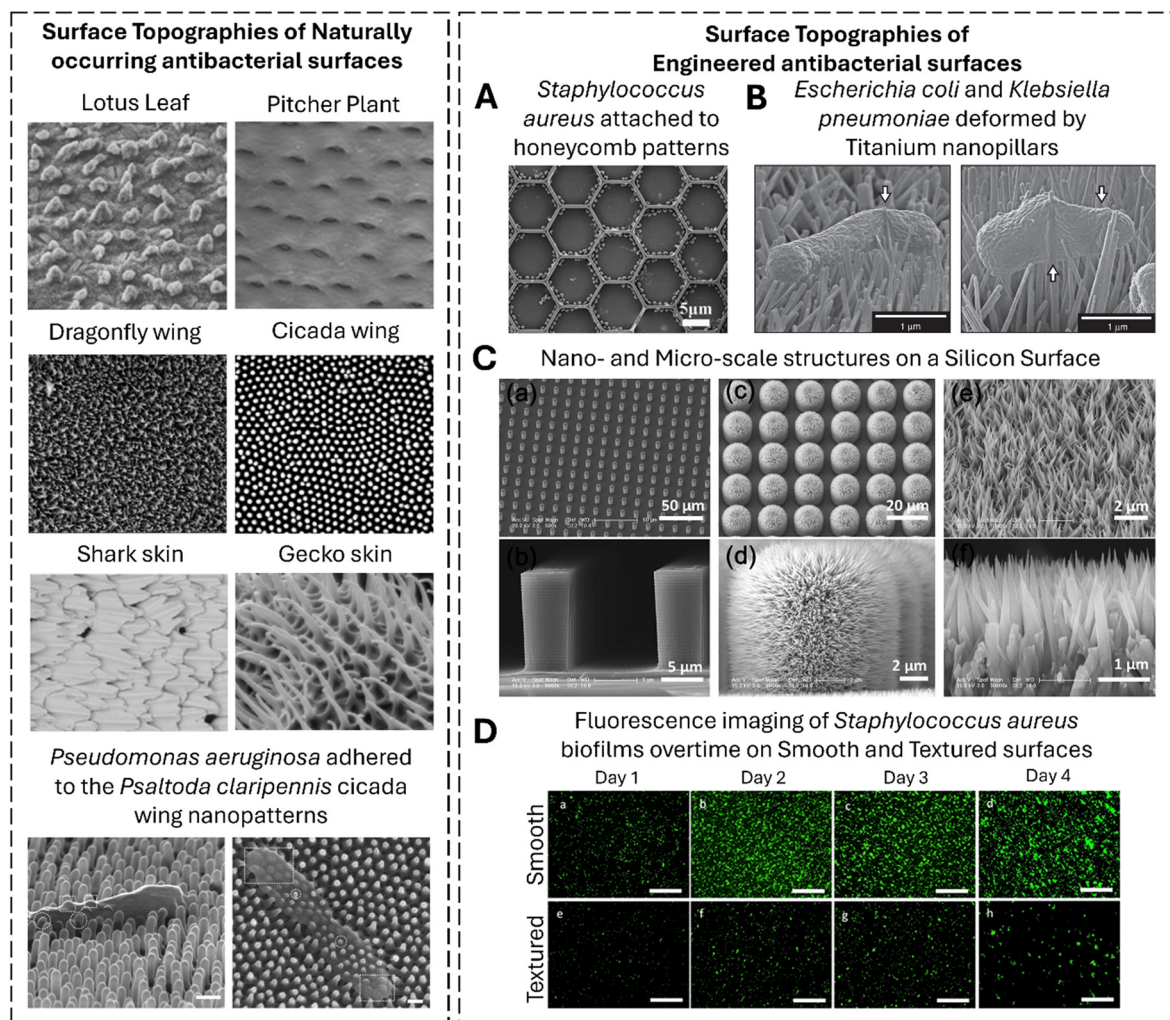 Surface Topographies of Naturally
occurring antibacterial surfaces
Lotus Leaf
Pitcher Plant
Dragonfly wing
Cicada wing
Shark skin
Gecko skin
Pseudomonas aeruginosa adhered
to the Psaltoda claripennis cicada
wing nanopatterns
Surface Topographies of
Engineered antibacterial surfaces
A
Staphylococcus
aureus attached to
honeycomb patterns
5μm
B
Escherichia coli and Klebsiella
pneumoniae deformed by
Titanium nanopillars
1 μm
1 μm
C
Nano- and Micro-scale structures on a Silicon Surface
(a)
50 μm
(c)
20 μm
(e)
2 μm
(b)
5 μm
(d)
2 μm
(f)
1 μm
D
Fluorescence imaging of Staphylococcus aureus
biofilms overtime on Smooth and Textured surfaces
Day 1
Day 2
Day 3
Day 4
Smooth
a
b
c
d
Textured
e
f
g
h